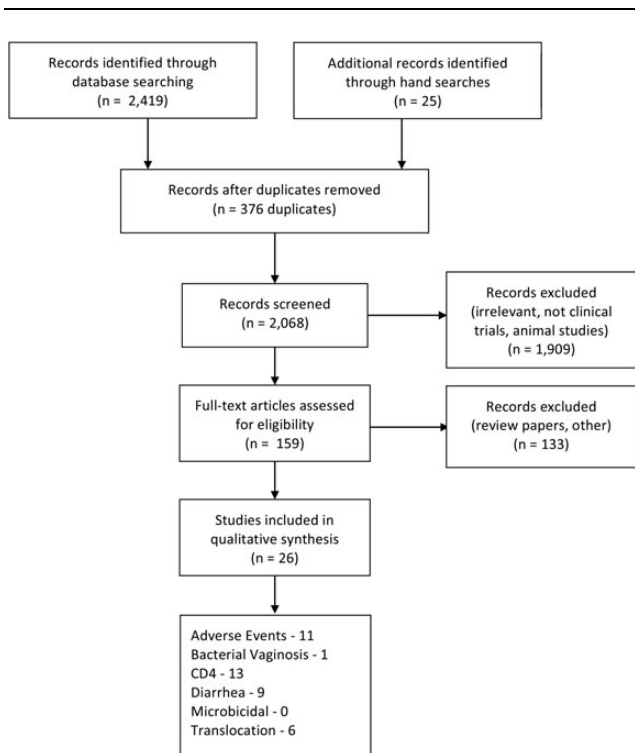 Records identified through
database searching
(n = 2,419)
Additional records identified
through hand searches
(n = 25)
Records after duplicates removed
(n = 376 duplicates)
Records screened
(n = 2,068)
Records excluded
(irrelevant, not clinical
trials, animal studies)
(n = 1,909)
Full-text articles assessed
for eligibility
(n = 159)
Records excluded
(review papers, other)
(n = 133)
Studies included in
qualitative synthesis
(n = 26)
Adverse Events - 11
Bacterial Vaginosis - 1
CD4 - 13
Diarrhea - 9
Microbicidal - 0
Translocation - 6